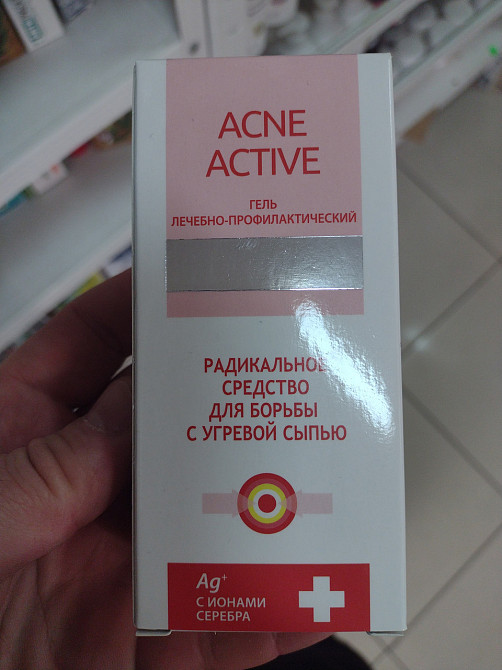 ACNE
ACTIVE
ГЕЛЬ
ЛЕЧЕБНО-ПРОФИЛАКТИЧЕСКИЙ
РАДИКАЛЬНОЕ
СРЕДСТВО
ДЛЯ БОРЬБЫ
С УГРЕВОЙ СЫПЬЮ
Ag+
С ИОНАМИ
СЕРЕБРА